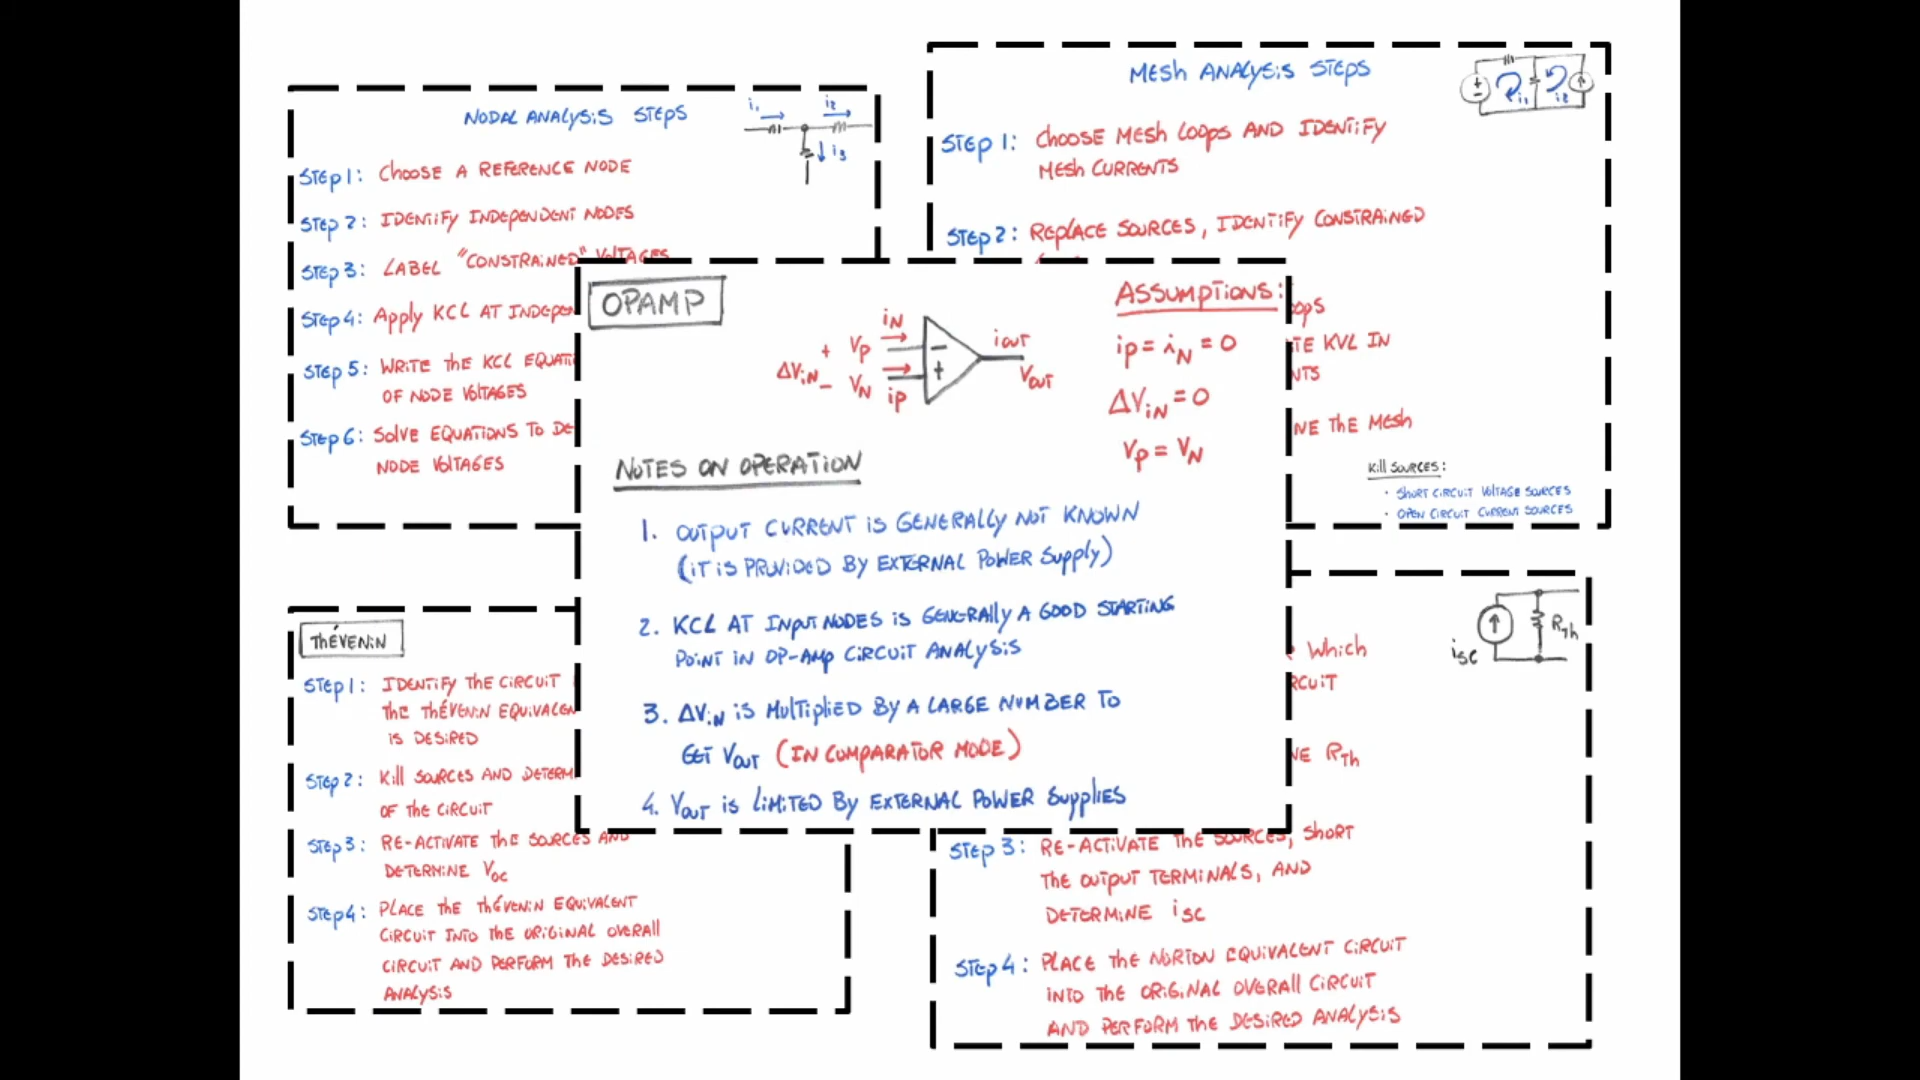 NODAL ANALYSIS STEPS
i₁
i₂
i₃
STEP 1: CHOOSE A REFERENCE NODE
STEP 2: IDENTIFY INDEPENDENT NODES
STEP 3: LABEL "CONSTRAINED" VOLTAGES
STEP 4: APPLY KCL AT
STEP 5: WRITE THE KCL
OF NODE VOLTAGES
STEP 6: SOLVE EQUATIONS TO
NODE VOLTAGES
MESH ANALYSIS STEPS
i₁
i₂
STEP 1: CHOOSE MESH LOOPS AND IDENTIFY
MESH CURRENTS
STEP 2: REPLACE SOURCES, IDENTIFY CONSTRAINED
KVL IN
THE MESH
KILL SOURCES:
· SHORT CIRCUIT VOLTAGE SOURCES
· OPEN CIRCUIT CURRENT SOURCES
OPAMP
iN
+ VP
ΔViN
- VN
iP
-
+
iOUT
VOUT
ASSUMPTIONS:
iP = iN = 0
ΔViN = 0
VP = VN
NOTES ON OPERATION
1. OUTPUT CURRENT IS GENERALLY NOT KNOWN
(IT IS PROVIDED BY EXTERNAL POWER SUPPLY)
2. KCL AT INPUT NODES IS GENERALLY A GOOD STARTING
POINT IN OP-AMP CIRCUIT ANALYSIS
3. ΔViN IS MULTIPLIED BY A LARGE NUMBER TO
GET VOUT (IN COMPARATOR MODE)
4. VOUT IS LIMITED BY EXTERNAL POWER SUPPLIES
THÉVENIN
STEP 1: IDENTIFY THE CIRCUIT
THE THÉVENIN
IS DESIRED
STEP 2: KILL SOURCES AND
OF THE CIRCUIT
STEP 3: RE-ACTIVATE THE SOURCES AND
DETERMINE VOC
STEP 4: PLACE THE THÉVENIN EQUIVALENT
CIRCUIT INTO THE ORIGINAL OVERALL
CIRCUIT AND PERFORM THE DESIRED
ANALYSIS
iSC
RTh
WHICH
RTh
STEP 3: RE-ACTIVATE THE SOURCES, SHORT
THE OUTPUT TERMINALS, AND
DETERMINE iSC
STEP 4: PLACE THE NORTON EQUIVALENT CIRCUIT
INTO THE ORIGINAL OVERALL CIRCUIT
AND PERFORM THE DESIRED ANALYSIS